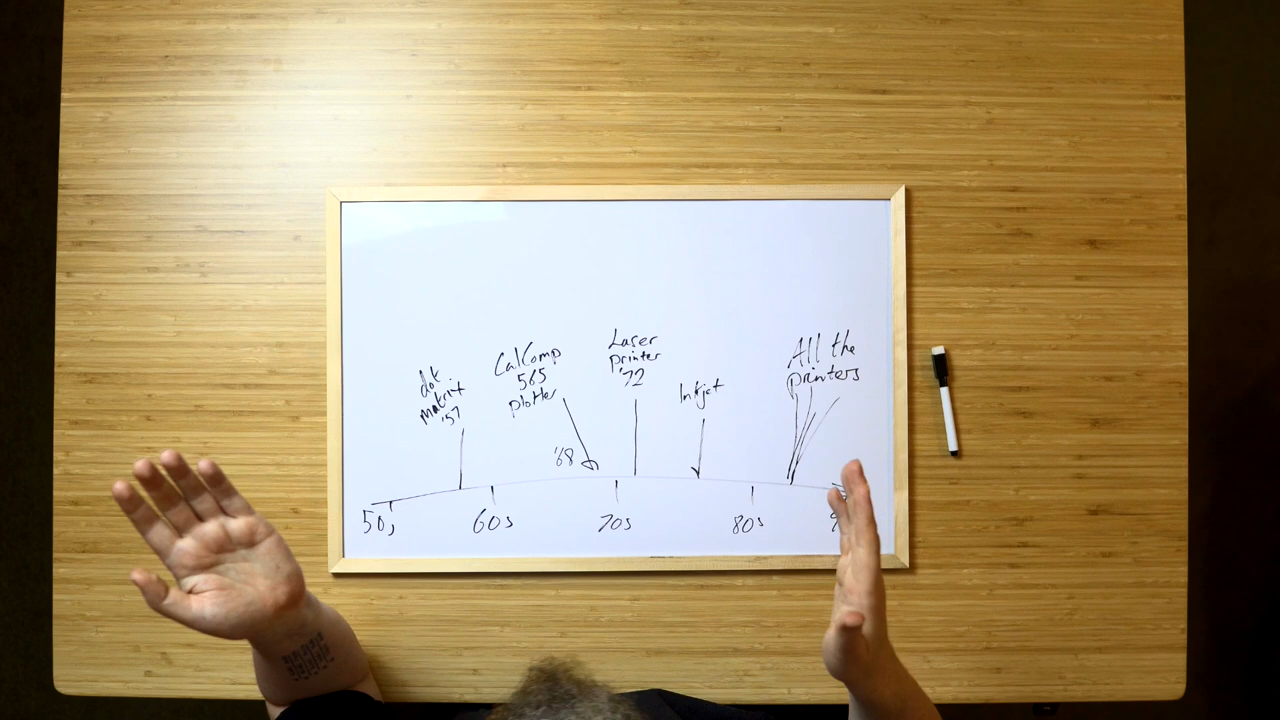 dot
matrix
'57
CalComp
565
plotter
'68
Laser
printer
'72
Inkjet
All the
printers
50s
60s
70s
80s